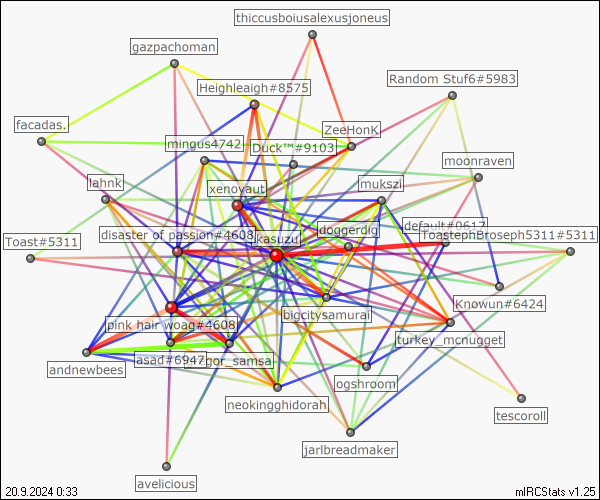 thiccusboiusalexusjoneus
gazpachoman
Random Stuf6#5983
Heighleaigh#8575
facadas.
ZeeHonK
mingus4742
Duck™#9103
moonraven
lahnk
xenoyaut
mukszi
default#0617
doggerdig
Toast#5311
disaster of passion#4608
kasuzu
ToastephBroseph5311#5311
Knowun#6424
bigcitysamurai
pink hair woag#4608
turkey_mcnugget
asad#6947
gor_samsa
andnewbees
ogshroom
neokingghidorah
tescoroll
jarlbreadmaker
avelicious
20.9.2024 0:33
mIRCStats v1.25